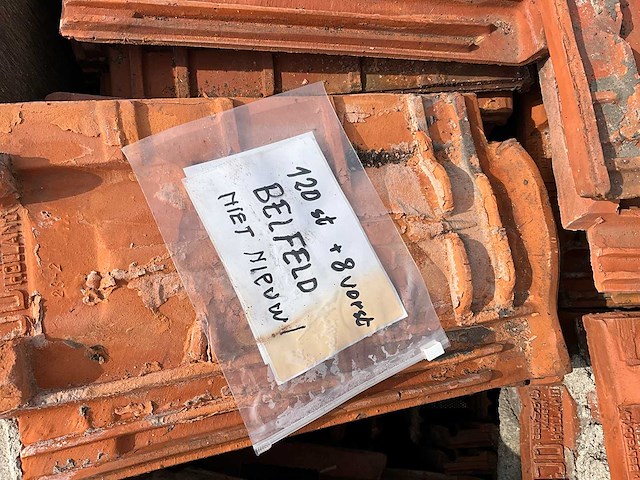 120 st + 8 vorst
BELFELD
NIET NIEUW!